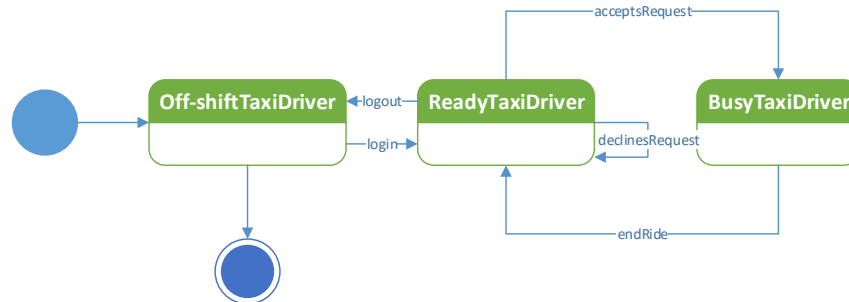 acceptsRequest
Off-shiftTaxiDriver
logout
ReadyTaxiDriver
BusyTaxiDriver
login
declinesRequest
endRide